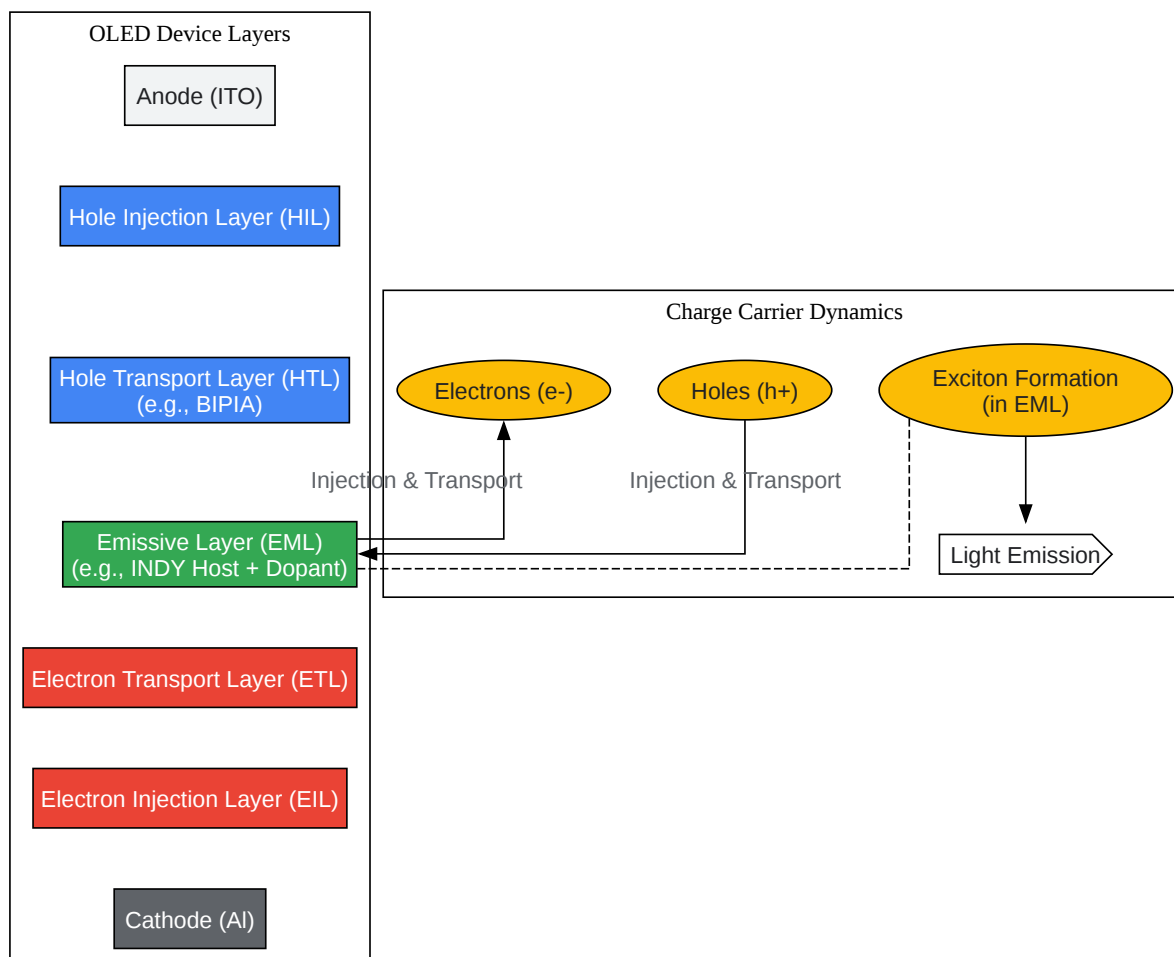 OLED Device Layers
Anode (ITO)
Hole Injection Layer (HIL)
Hole Transport Layer (HTL)
(e.g., BIPIA)
Emissive Layer (EML)
(e.g., INDY Host + Dopant)
Electron Transport Layer (ETL)
Electron Injection Layer (EIL)
Cathode (Al)
Charge Carrier Dynamics
Electrons (e-)
Holes (h+)
Exciton Formation
(in EML)
Injection & Transport
Injection & Transport
Light Emission